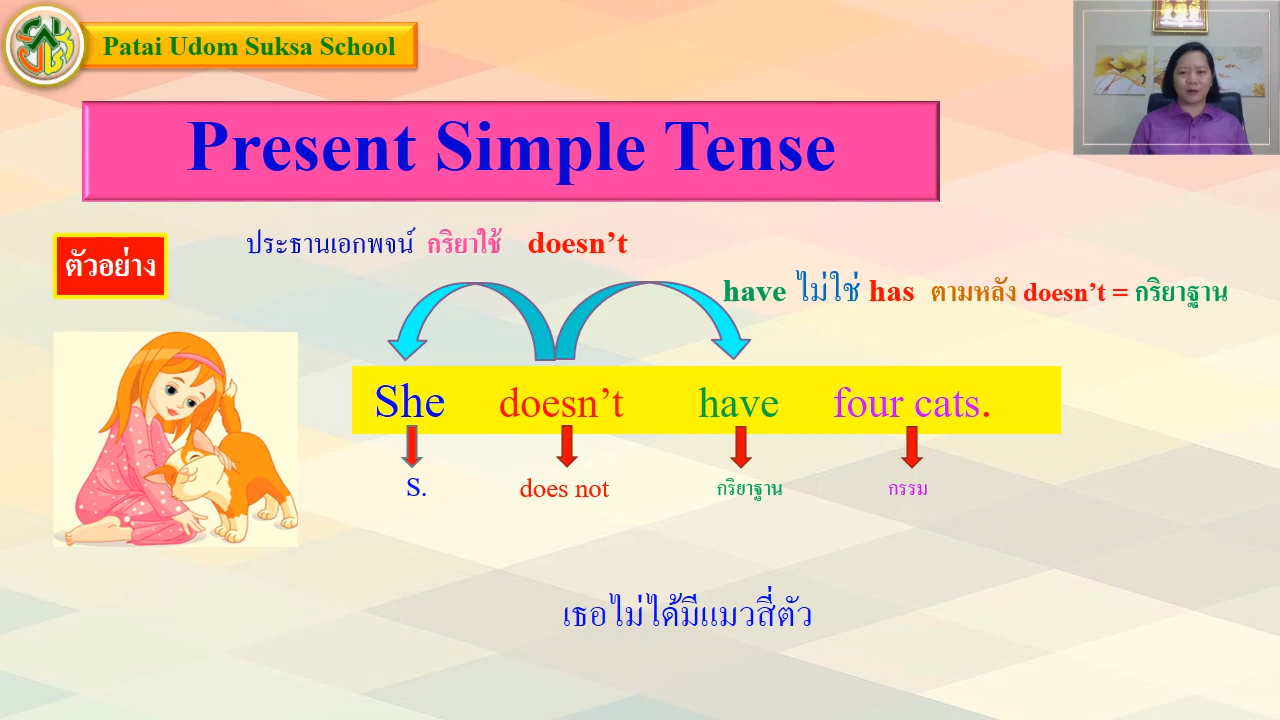 Patai Udom Suksa School
Present Simple Tense
ตัวอย่าง
ประธานเอกพจน์ กริยาใช้ doesn’t
have ไม่ใช่ has ตามหลัง doesn’t = กริยาฐาน
She doesn’t have four cats.
S. does not กริยาฐาน กรรม
เธอไม่ได้มีแมวสี่ตัว